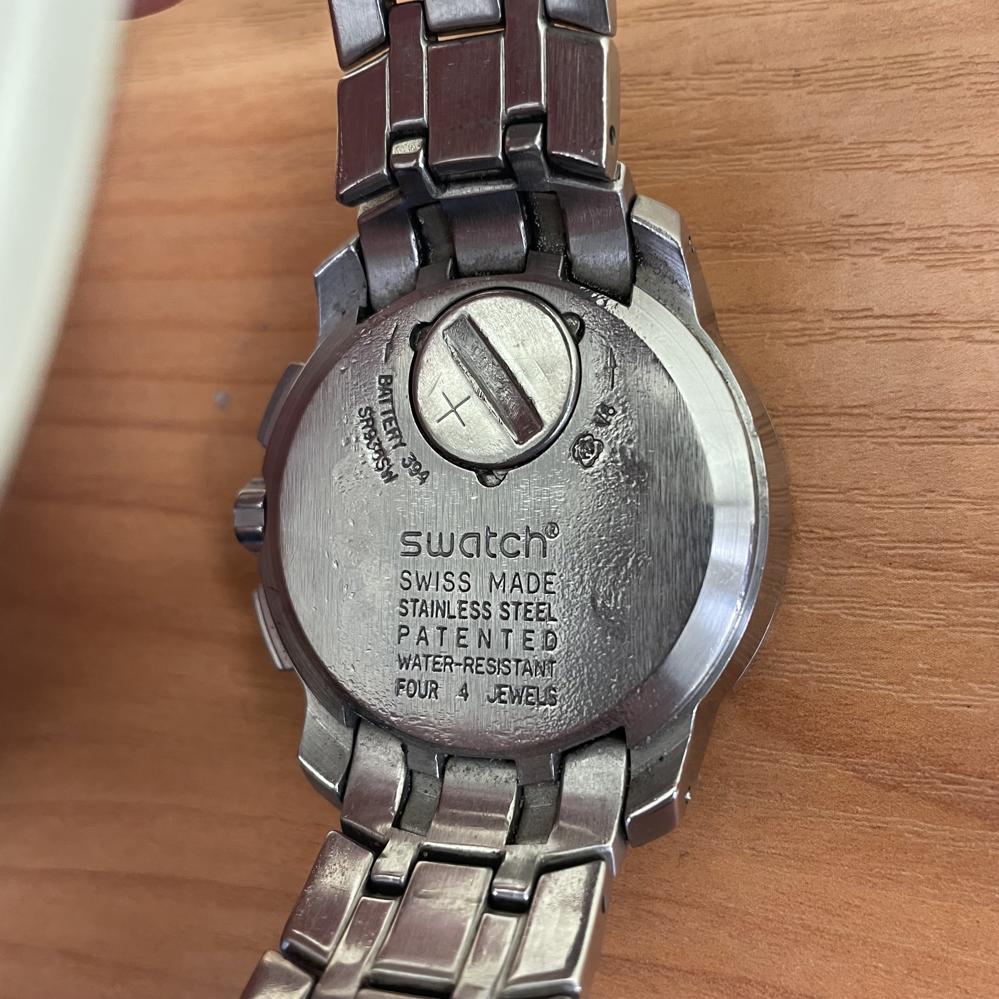 BATTERY 394
SR936SW
swatch®
SWISS MADE
STAINLESS STEEL
PATENTED
WATER-RESISTANT
FOUR 4 JEWELS